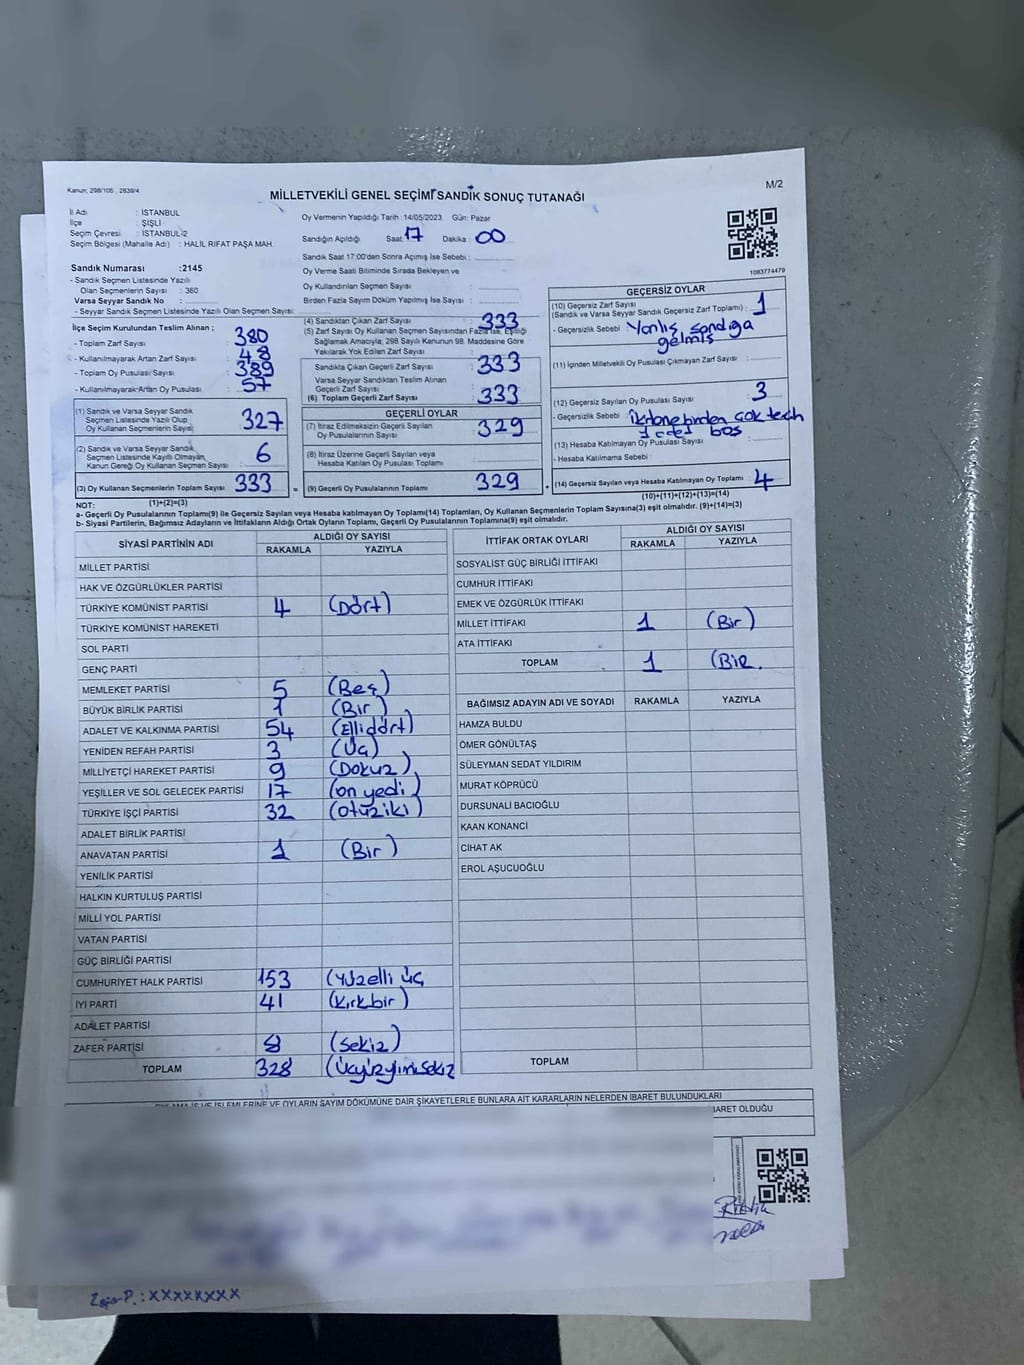 Kanun; 298/105 , 2839/4
MİLLETVEKİLİ GENEL SEÇİMİ SANDIK SONUÇ TUTANAĞI
M/2
İl Adı : İSTANBUL
İlçe : ŞİŞLİ
Seçim Çevresi : İSTANBUL-2
Seçim Bölgesi (Mahalle Adı) : HALİL RIFAT PAŞA MAH.
Oy Vermenin Yapıldığı Tarih :14/05/2023 Gün: Pazar
Sandığın Açıldığı Saat: 17 Dakika : 00
Sandık Saat 17:00'den Sonra Açımış İse Sebebi :
Oy Verme Saati Bitiminde Sırada Bekleyen ve
Oy Kullandırılan Seçmen Sayısı :
Birden Fazla Sayım Döküm Yapılmış İse Sayısı :
1083774479
Sandık Numarası :2145
- Sandık Seçmen Listesinde Yazılı
Olan Seçmenlerin Sayısı : 360
Varsa Seyyar Sandık No :
- Seyyar Sandık Seçmen Listesinde Yazılı Olan Seçmen Sayısı:
İlçe Seçim Kurulundan Teslim Alınan ;
- Toplam Zarf Sayısı : 380
- Kullanılmayarak Artan Zarf Sayısı : 48
- Toplam Oy Pusulası Sayısı : 389
- Kullanılmayarak Artan Oy Pusulası : 57
(1) Sandık ve Varsa Seyyar Sandık
Seçmen Listesinde Yazılı Olup
Oy Kullanan Seçmenlerin Sayısı : 327
(2) Sandık ve Varsa Seyyar Sandık
Seçmen Listesinde Kayıtlı Olmayan,
Kanun Gereği Oy Kullanan Seçmen Sayısı : 6
(3) Oy Kullanan Seçmenlerin Toplam Sayısı 333
(1)+(2)=(3)
(4) Sandıktan Çıkan Zarf Sayısı : 333
(5) Zarf Sayısı Oy Kullanan Seçmen Sayısından Fazla İse, Eşitliği
Sağlamak Amacıyla, 298 Sayılı Kanunun 98. Maddesine Göre
Yakılarak Yok Edilen Zarf Sayısı :
Sandıkta Çıkan Geçerli Zarf Sayısı : 333
Varsa Seyyar Sandıktan Teslim Alınan
Geçerli Zarf Sayısı :
(6) Toplam Geçerli Zarf Sayısı : 333
GEÇERLİ OYLAR
(7) İtiraz Edilmeksizin Geçerli Sayılan
Oy Pusulalarının Sayısı : 329
(8) İtiraz Üzerine Geçerli Sayılan veya
Hesaba Katılan Oy Pusulası Toplamı :
= (9) Geçerli Oy Pusulalarının Toplamı : 329
GEÇERSİZ OYLAR
(10) Geçersiz Zarf Sayısı
(Sandık ve Varsa Seyyar Sandık Geçersiz Zarf Toplamı) : 1
- Geçersizlik Sebebi : Yanlış sandığa
gelmiş
(11) İçinden Milletvekili Oy Pusulası Çıkmayan Zarf Sayısı :
(12) Geçersiz Sayılan Oy Pusulası Sayısı : 3
- Geçersizlik Sebebi : birden çok
1 adet boş
(13) Hesaba Katılmayan Oy Pusulası Sayısı :
- Hesaba Katılmama Sebebi :
+ (14) Geçersiz Sayılan veya Hesaba Katılmayan Oy Toplamı 4
(10)+(11)+(12)+(13)=(14)
NOT:
a- Geçerli Oy Pusulalarının Toplamı(9) ile Geçersiz Sayılan veya Hesaba katılmayan Oy Toplamı(14) Toplamları, Oy Kullanan Seçmenlerin Toplam Sayısına(3) eşit olmalıdır. (9)+(14)=(3)
b- Siyasi Partilerin, Bağımsız Adayların ve İttifakların Aldığı Ortak Oyların Toplamı, Geçerli Oy Pusulalarının Toplamına(9) eşit olmalıdır.
SİYASİ PARTİNİN ADI ALDIĞI OY SAYISI
RAKAMLA YAZIYLA
MİLLET PARTİSİ
HAK VE ÖZGÜRLÜKLER PARTİSİ
TÜRKİYE KOMÜNİST PARTİSİ 4 (Dört)
TÜRKİYE KOMÜNİST HAREKETİ
SOL PARTİ
GENÇ PARTİ
MEMLEKET PARTİSİ 5 (Beş)
BÜYÜK BİRLİK PARTİSİ 1 (Bir)
ADALET VE KALKINMA PARTİSİ 54 (Ellidört)
YENİDEN REFAH PARTİSİ 3 (Üç)
MİLLİYETÇİ HAREKET PARTİSİ 9 (Dokuz)
YEŞİLLER VE SOL GELECEK PARTİSİ 17 (on yedi)
TÜRKİYE İŞÇİ PARTİSİ 32 (otuziki)
ADALET BİRLİK PARTİSİ
ANAVATAN PARTİSİ 1 (Bir)
YENİLİK PARTİSİ
HALKIN KURTULUŞ PARTİSİ
MİLLİ YOL PARTİSİ
VATAN PARTİSİ
GÜÇ BİRLİĞİ PARTİSİ
CUMHURİYET HALK PARTİSİ 153 (Yüzelli üç
İYİ PARTİ 41 (Kırkbir)
ADALET PARTİSİ
ZAFER PARTİSİ 8 (Sekiz)
TOPLAM 328 (Üçyüzyirmisekiz
İTTİFAK ORTAK OYLARI ALDIĞI OY SAYISI
RAKAMLA YAZIYLA
SOSYALİST GÜÇ BİRLİĞİ İTTİFAKI
CUMHUR İTTİFAKI
EMEK VE ÖZGÜRLÜK İTTİFAKI
MİLLET İTTİFAKI 1 (Bir)
ATA İTTİFAKI
TOPLAM 1 (Bir.
BAĞIMSIZ ADAYIN ADI VE SOYADI RAKAMLA YAZIYLA
HAMZA BULDU
ÖMER GÖNÜLTAŞ
SÜLEYMAN SEDAT YILDIRIM
MURAT KÖPRÜCÜ
DURSUNALİ BACIOĞLU
KAAN KONANCİ
CİHAT AK
EROL AŞUCUOĞLU
TOPLAM
OYLAMA İŞ VE İŞLEMLERİNE VE OYLARIN SAYIM DÖKÜMÜNE DAİR ŞİKAYETLERLE BUNLARA AİT KARARLARIN NELERDEN İBARET BULUNDUKLARI
BARET OLDUĞU
Zafer P. : XXXXXXXX